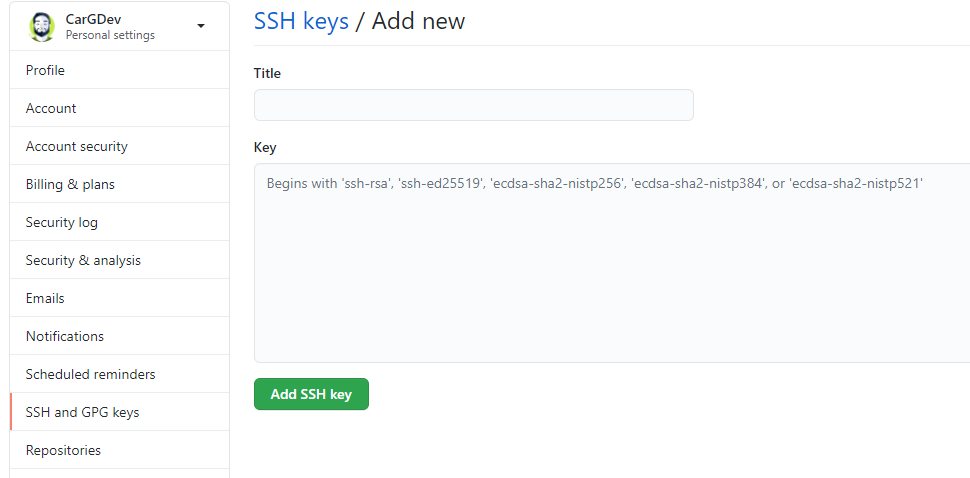 CarGDev
Personal settings
Profile
Account
Account security
Billing & plans
Security log
Security & analysis
Emails
Notifications
Scheduled reminders
SSH and GPG keys
Repositories
SSH keys / Add new
Title
Key
Begins with 'ssh-rsa', 'ssh-ed25519', 'ecdsa-sha2-nistp256', 'ecdsa-sha2-nistp384', or 'ecdsa-sha2-nistp521'
Add SSH key